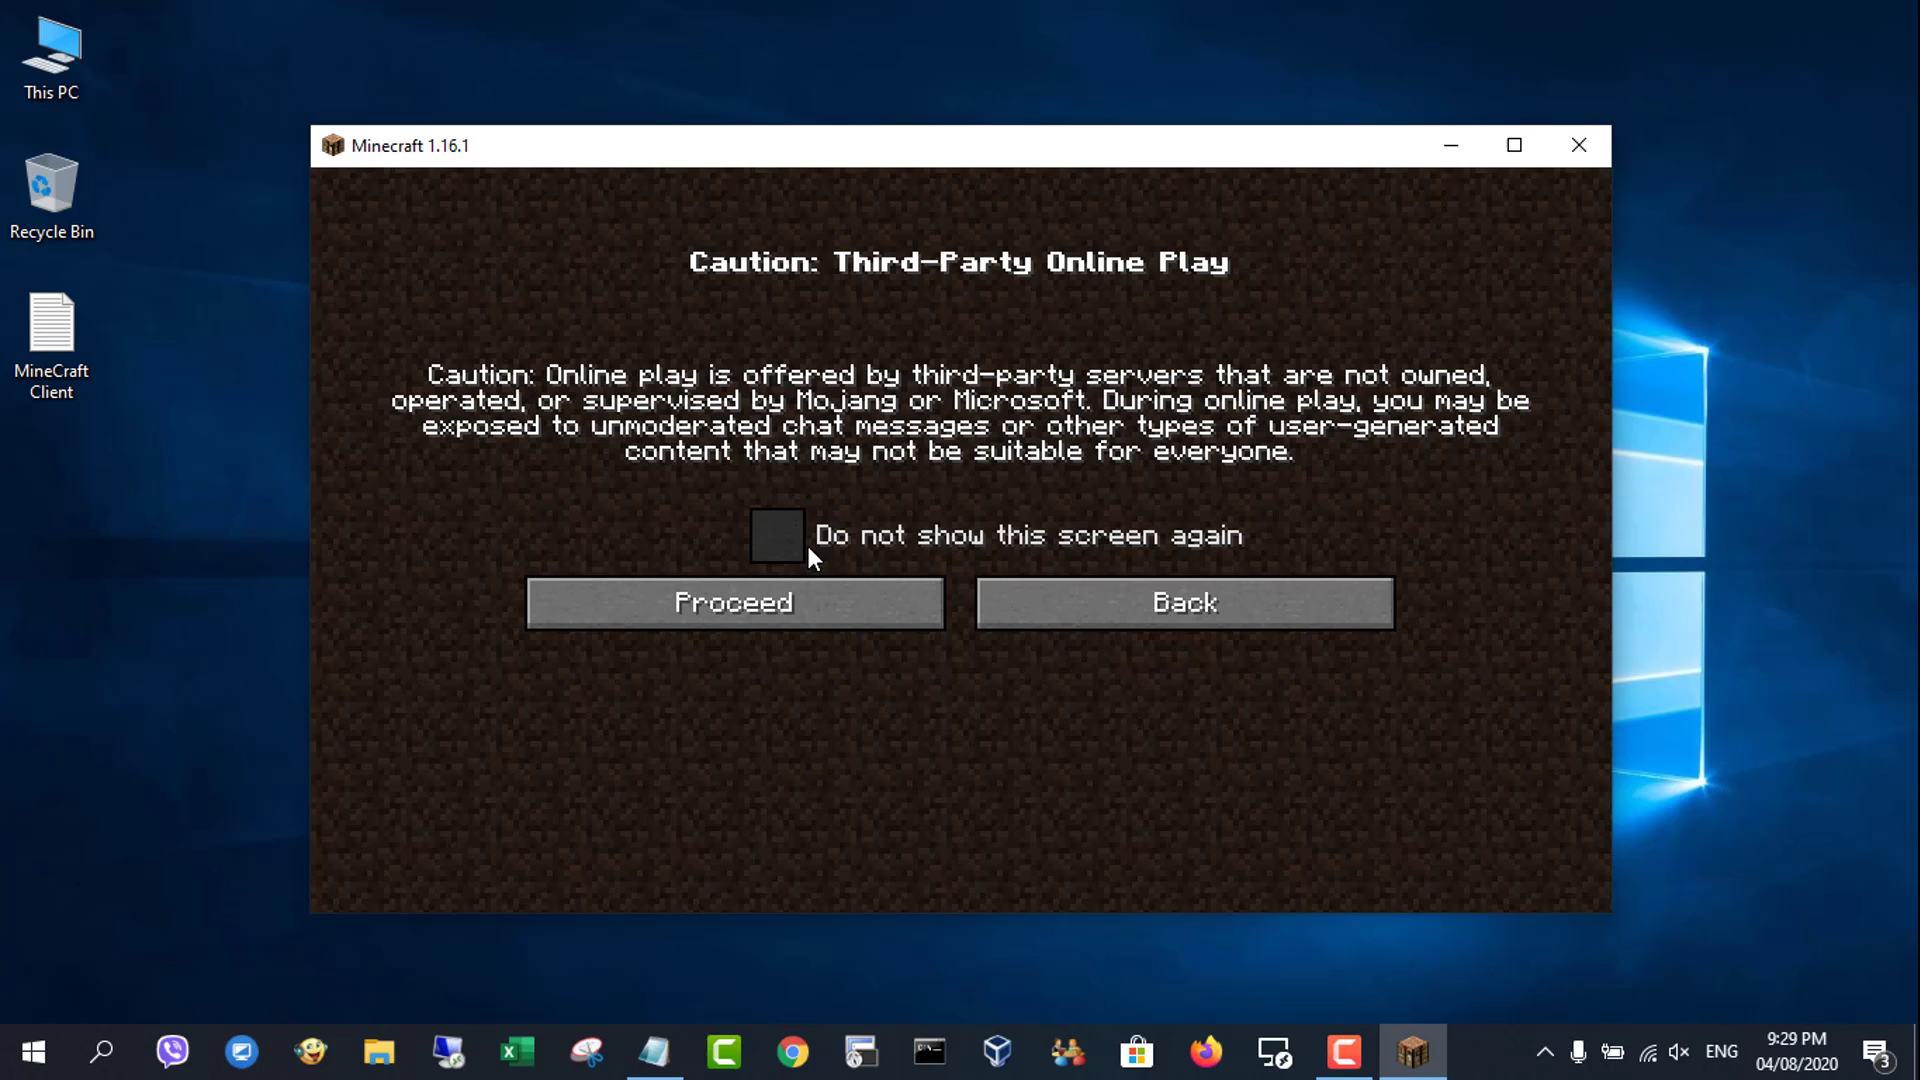 This PC
Recycle Bin
MineCraft
Client
Minecraft 1.16.1
Caution: Third-Party Online Play
Caution: Online play is offered by third-party servers that are not owned,
operated, or supervised by Mojang or Microsoft. During online play, you may be
exposed to unmoderated chat messages or other types of user-generated
content that may not be suitable for everyone.
Do not show this screen again
Proceed
Back
ENG
9:29 PM
04/08/2020
3